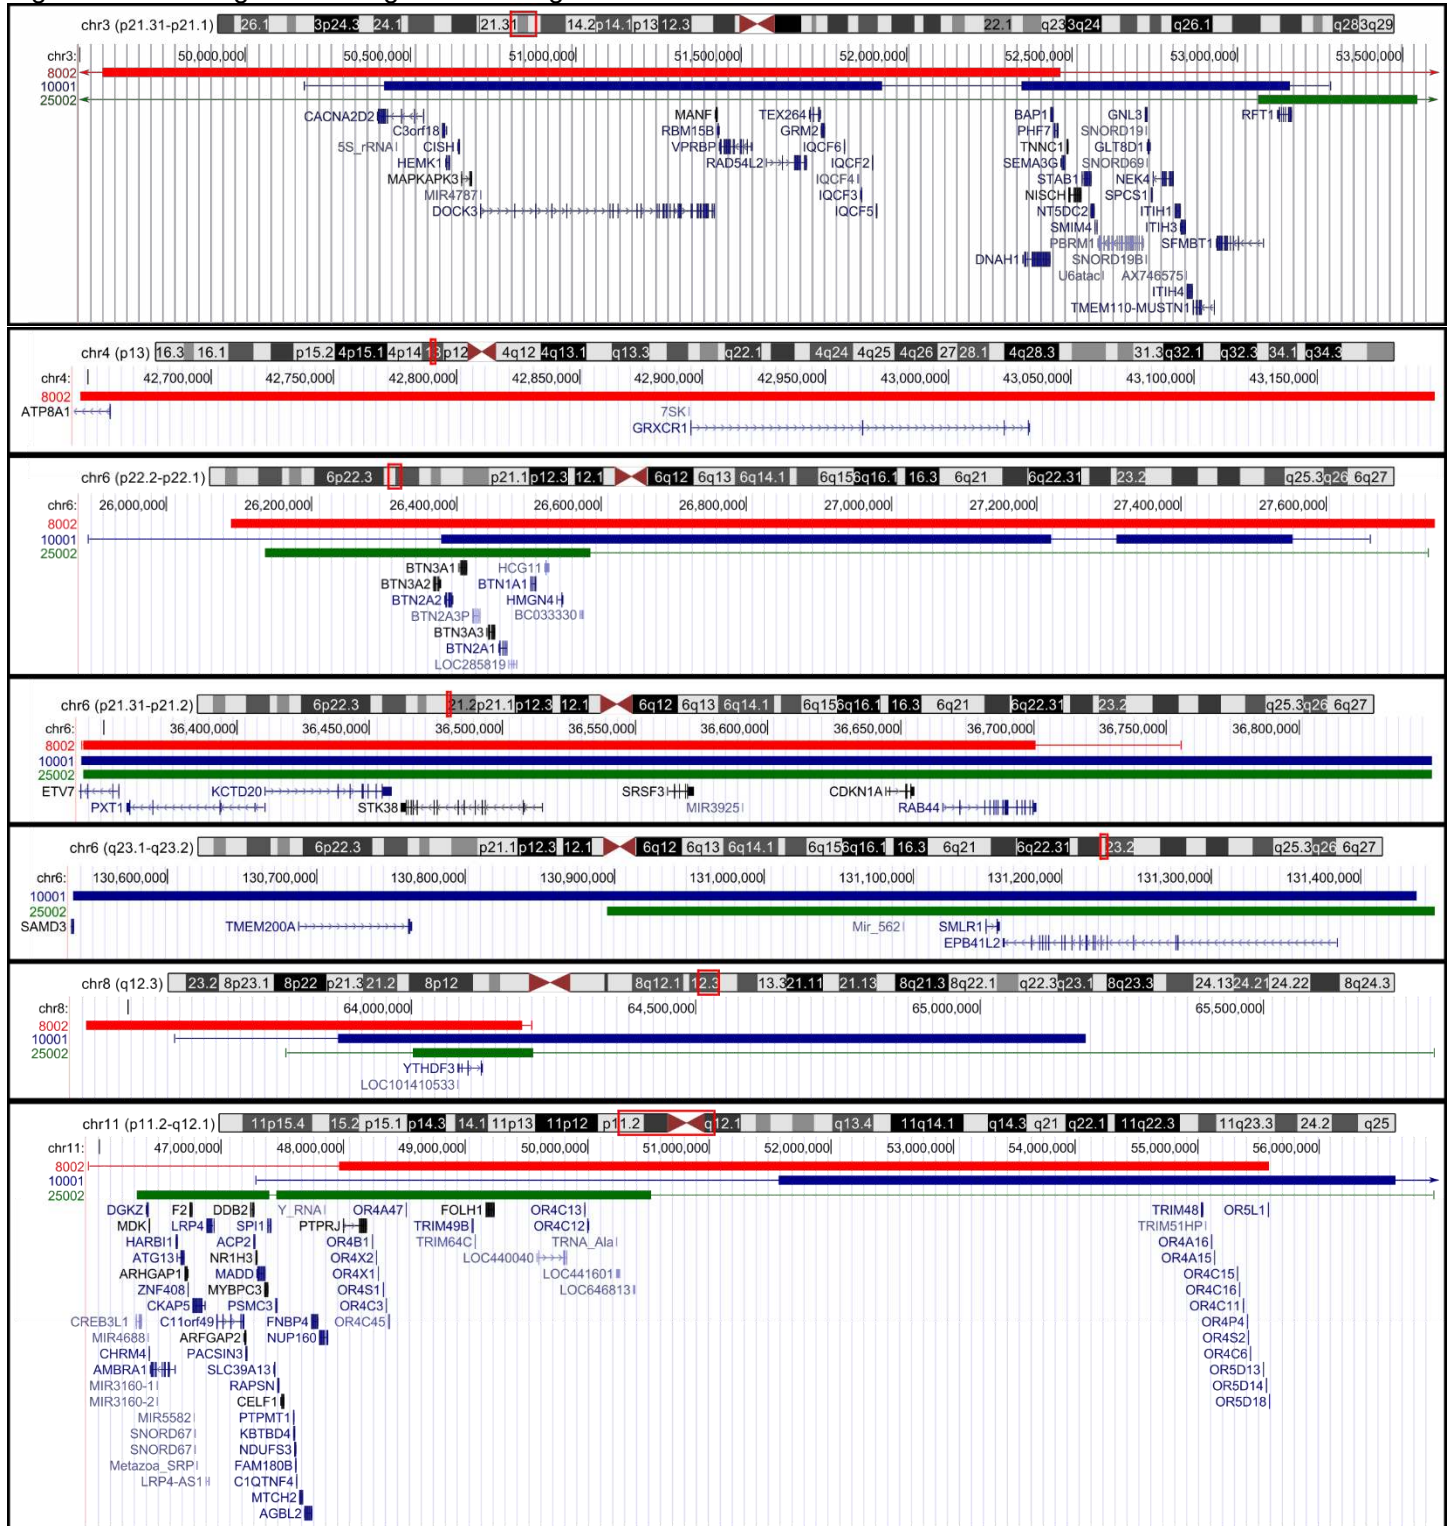 chr3 (p21.31-p21.1) 26.1 3p24.3 24.1 21.31 14.2 p14.1 p13 12.3 22.1 q23 3q24 q26.1 q28 3q29
chr3: 50,000,000 50,500,000 51,000,000 51,500,000 52,000,000 52,500,000 53,000,000 53,500,000
8002
10001
25002
CACNA2D2 MANF TEX264 BAP1 GNL3 RFT1
C3orf18 RBM15B GRM2 PHF7 SNORD19
5S_rRNA CISH VPRBP IQCF6 TNNC1 GLT8D1
HEMK1 RAD54L2 IQCF2 SEMA3G SNORD69
MAPKAPK3 IQCF4 STAB1 NEK4
MIR4787 IQCF3 NISCH SPCS1
DOCK3 IQCF5 NT5DC2 ITIH1
SMIM4 ITIH3
PBRM1 SFMBT1
DNAH1 SNORD19B
U6atac AX746575
ITIH4
TMEM110-MUSTN1
chr4 (p13) 16.3 16.1 p15.2 4p15.1 4p14 13 p12 4q12 4q13.1 q13.3 q22.1 4q24 4q25 4q26 27 28.1 4q28.3 31.3 q32.1 q32.3 34.1 q34.3
chr4: 42,700,000 42,750,000 42,800,000 42,850,000 42,900,000 42,950,000 43,000,000 43,050,000 43,100,000 43,150,000
8002
ATP8A1 7SK
GRXCR1
chr6 (p22.2-p22.1) 6p22.3 p21.1 p12.3 12.1 6q12 6q13 6q14.1 6q15 6q16.1 16.3 6q21 6q22.31 23.2 q25.3 q26 6q27
chr6: 26,000,000 26,200,000 26,400,000 26,600,000 26,800,000 27,000,000 27,200,000 27,400,000 27,600,000
8002
10001
25002
BTN3A1 HCG11
BTN3A2 BTN1A1
BTN2A2 HMGN4
BTN2A3P BC033330
BTN3A3
BTN2A1
LOC285819
chr6 (p21.31-p21.2) 6p22.3 21.2 p21.1 p12.3 12.1 6q12 6q13 6q14.1 6q15 6q16.1 16.3 6q21 6q22.31 23.2 q25.3 q26 6q27
chr6: 36,400,000 36,450,000 36,500,000 36,550,000 36,600,000 36,650,000 36,700,000 36,750,000 36,800,000
8002
10001
25002
ETV7 KCTD20 SRSF3 CDKN1A
PXT1 STK38 MIR3925 RAB44
chr6 (q23.1-q23.2) 6p22.3 p21.1 p12.3 12.1 6q12 6q13 6q14.1 6q15 6q16.1 16.3 6q21 6q22.31 23.2 q25.3 q26 6q27
chr6: 130,600,000 130,700,000 130,800,000 130,900,000 131,000,000 131,100,000 131,200,000 131,300,000 131,400,000
10001
25002
SAMD3 TMEM200A Mir_562 SMLR1
EPB41L2
chr8 (q12.3) 23.2 8p23.1 8p22 p21.3 21.2 8p12 8q12.1 12.3 13.3 21.11 21.13 8q21.3 8q22.1 q22.3 q23.1 8q23.3 24.13 24.21 24.22 8q24.3
chr8: 64,000,000 64,500,000 65,000,000 65,500,000
8002
10001
25002
YTHDF3
LOC101410533
chr11 (p11.2-q12.1) 11p15.4 15.2 p15.1 p14.3 14.1 11p13 11p12 p11.2 q12.1 q13.4 11q14.1 q14.3 q21 q22.1 11q22.3 11q23.3 24.2 q25
chr11: 47,000,000 48,000,000 49,000,000 50,000,000 51,000,000 52,000,000 53,000,000 54,000,000 55,000,000 56,000,000
8002
10001
25002
DGKZ F2 DDB2 Y_RNA OR4A47 FOLH1 OR4C13 TRIM48 OR5L1
MDK LRP4 SPI1 PTPRJ TRIM49B OR4C12 TRIM51HP
HARBI1 ACP2 OR4B1 TRIM64C TRNA_Ala OR4A16
ATG13 NR1H3 OR4X2 LOC440040 OR4A15
ARHGAP1 MADD OR4X1 LOC441601 OR4C15
ZNF408 MYBPC3 OR4S1 LOC646813 OR4C16
CKAP5 PSMC3 OR4C3 OR4C11
CREB3L1 C11orf49 FNBP4 OR4C45 OR4P4
MIR4688 ARFGAP2 NUP160 OR4S2
CHRM4 PACSIN3 OR4C6
AMBRA1 SLC39A13 OR5D13
MIR3160-1 RAPSN OR5D14
MIR3160-2 CELF1 OR5D18
MIR5582 PTPMT1
SNORD67 KBTBD4
SNORD67 NDUFS3
Metazoa_SRP FAM180B
LRP4-AS1 C1QTNF4
MTCH2
AGBL2